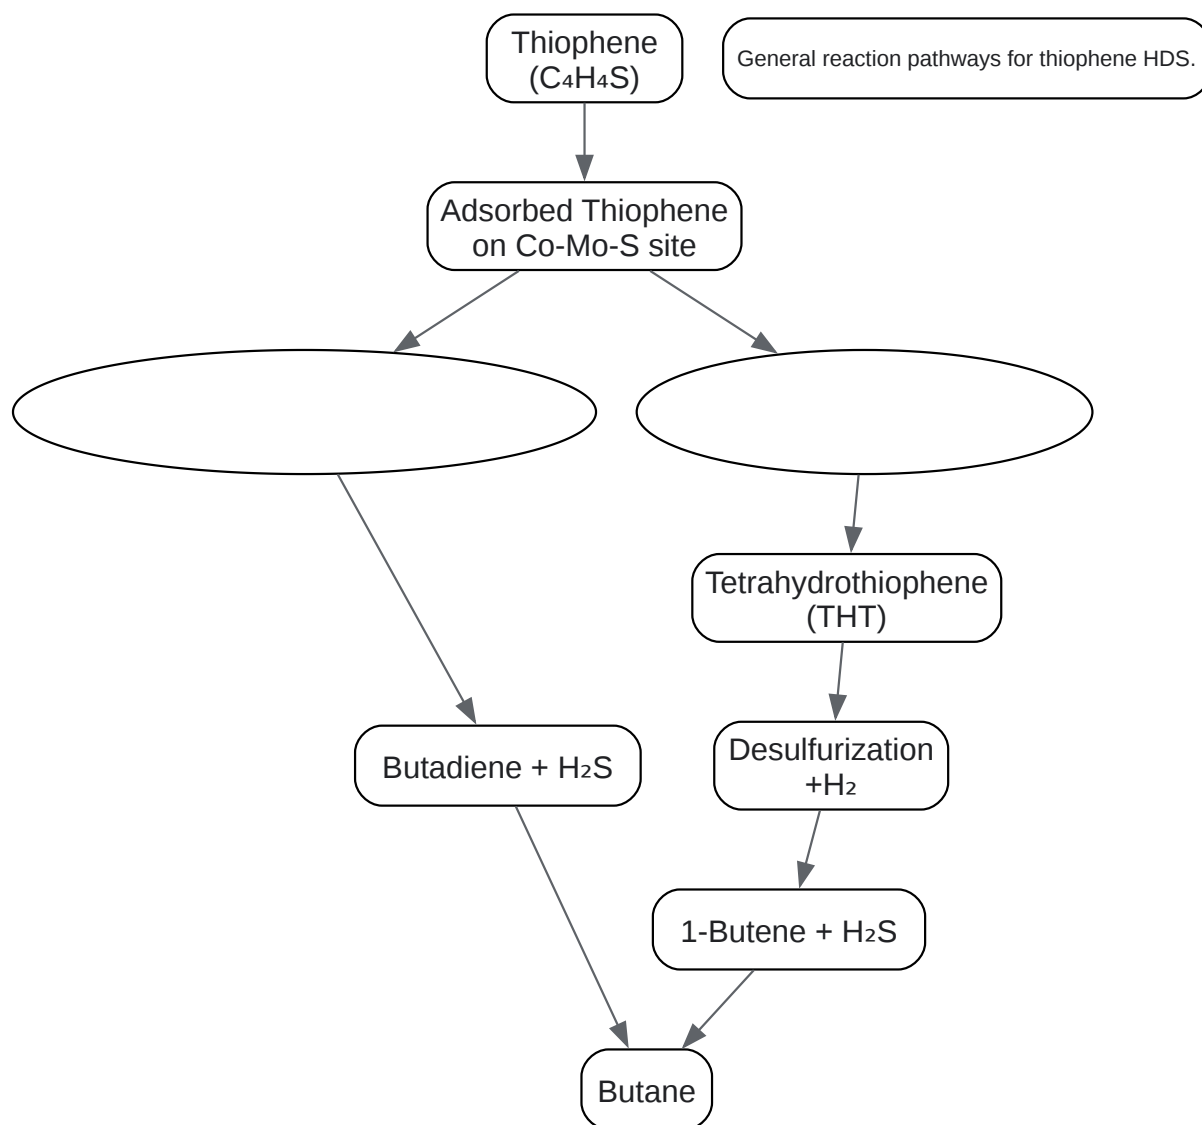 Thiophene
(C₄H₄S)
General reaction pathways for thiophene HDS.
Adsorbed Thiophene
on Co-Mo-S site
Tetrahydrothiophene
(THT)
Butadiene + H₂S
Desulfurization
+H₂
1-Butene + H₂S
Butane